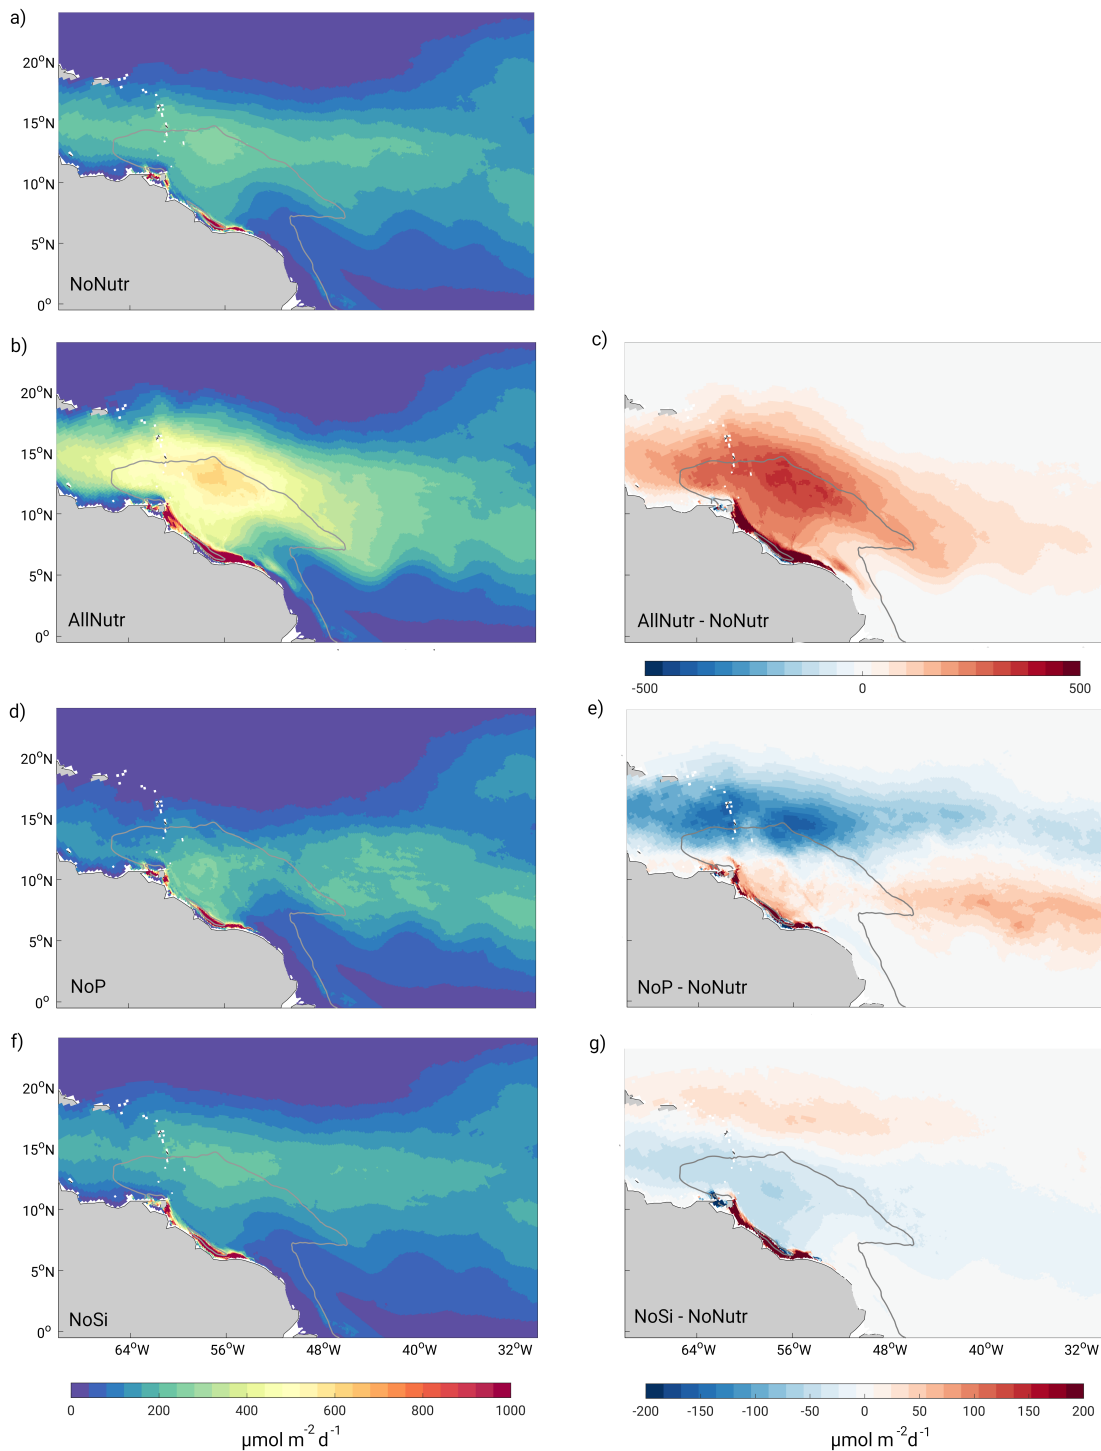 a)
20°N
15°N
10°N
5°N
0°
NoNutr
b)
20°N
15°N
10°N
5°N
0°
AllNutr
c)
AllNutr - NoNutr
-500 0 500
d)
20°N
15°N
10°N
5°N
0°
NoP
e)
NoP - NoNutr
f)
20°N
15°N
10°N
5°N
0°
NoSi
64°W 56°W 48°W 40°W 32°W
g)
NoSi - NoNutr
64°W 56°W 48°W 40°W 32°W
0 200 400 600 800 1000
µmol m⁻² d⁻¹
-200 -150 -100 -50 0 50 100 150 200
µmol m⁻²d⁻¹